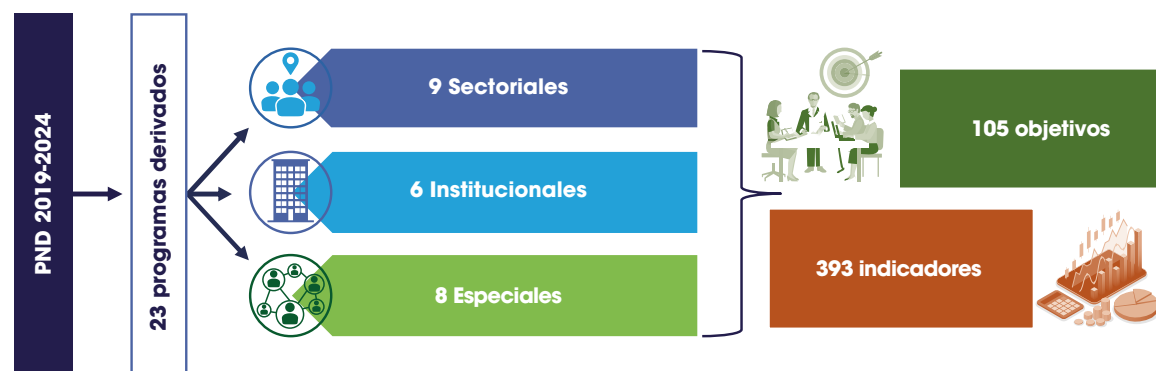 PND 2019-2024
23 programas derivados
9 Sectoriales
6 Institucionales
8 Especiales
105 objetivos
393 indicadores